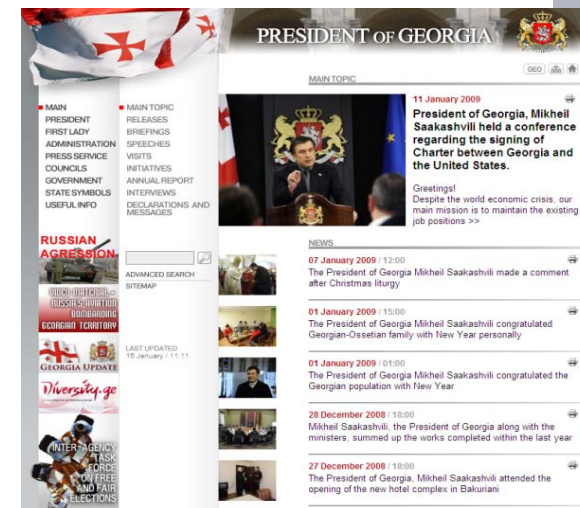 PRESIDENT OF GEORGIA
GEO
MAIN
PRESIDENT
FIRST LADY
ADMINISTRATION
PRESS SERVICE
COUNCILS
GOVERNMENT
STATE SYMBOLS
USEFUL INFO
MAIN TOPIC
RELEASES
BRIEFINGS
SPEECHES
VISITS
INITIATIVES
ANNUAL REPORT
INTERVIEWS
DECLARATIONS AND
MESSAGES
RUSSIAN
AGRESSION
VIDEO MATERIAL -
RUSSIA'S AVIATION
BOMBARDING
GEORGIAN TERRITORY
GEORGIA UPDATE
Diversity.ge
INTER-AGENCY
TASK
FORCE
ON FREE
AND FAIR
ELECTIONS
ADVANCED SEARCH
SITEMAP
LAST UPDATED:
15 January / 11:11
MAIN TOPIC
11 January 2009
President of Georgia, Mikheil
Saakashvili held a conference
regarding the signing of
Charter between Georgia and
the United States.
Greetings!
Despite the world economic crisis, our
main mission is to maintain the existing
job positions >>
NEWS
07 January 2009 / 12:00
The President of Georgia Mikheil Saakashvili made a comment
after Christmas liturgy
01 January 2009 / 15:00
The President of Georgia Mikheil Saakashvili congratulated
Georgian-Ossetian family with New Year personally
01 January 2009 / 01:00
The President of Georgia Mikheil Saakashvili congratulated the
Georgian population with New Year
28 December 2008 / 18:00
Mikheil Saakashvili, the President of Georgia along with the
ministers, summed up the works completed within the last year
27 December 2008 / 18:00
The President of Georgia, Mikheil Saakashvili attended the
opening of the new hotel complex in Bakuriani